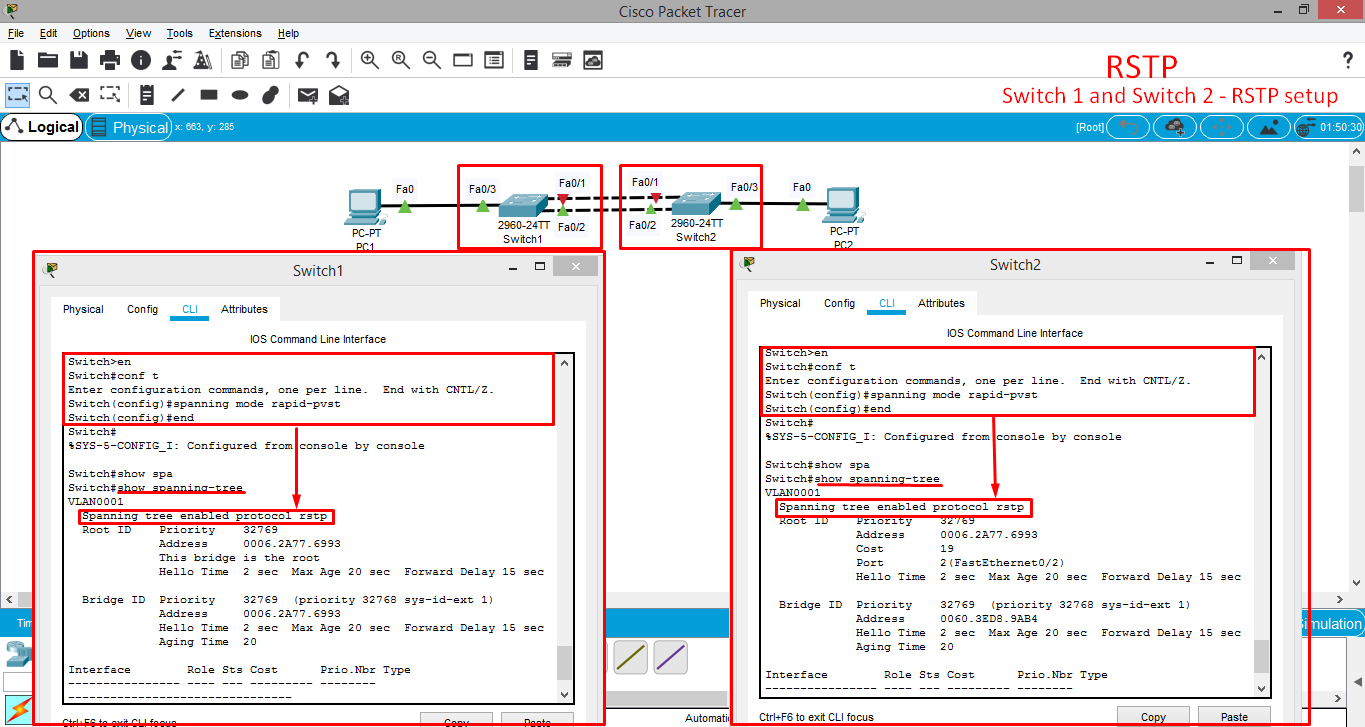 Cisco Packet Tracer
File Edit Options View Tools Extensions Help
RSTP
Switch 1 and Switch 2 - RSTP setup
Logical Physical x: 663, y: 285 [Root] 01:50:30
Fa0 Fa0/3 Fa0/1 Fa0/1 Fa0/3 Fa0
Fa0/2 Fa0/2
PC-PT 2960-24TT 2960-24TT PC-PT
PC1 Switch1 Switch2 PC2
Switch1
Physical Config CLI Attributes
IOS Command Line Interface
Switch>en
Switch#conf t
Enter configuration commands, one per line.  End with CNTL/Z.
Switch(config)#spanning mode rapid-pvst
Switch(config)#end
Switch#
%SYS-5-CONFIG_I: Configured from console by console
Switch#show spa
Switch#show spanning-tree
VLAN0001
Spanning tree enabled protocol rstp
Root ID    Priority    32769
Address     0006.2A77.6993
This bridge is the root
Hello Time  2 sec  Max Age 20 sec  Forward Delay 15 sec
Bridge ID  Priority    32769  (priority 32768 sys-id-ext 1)
Address     0006.2A77.6993
Hello Time  2 sec  Max Age 20 sec  Forward Delay 15 sec
Aging Time  20
Interface        Role Sts Cost      Prio.Nbr Type
---------------- ---- --- --------- -------- --------------------------------
Ctrl+F6 to exit CLI focus
Copy Paste
Switch2
Physical Config CLI Attributes
IOS Command Line Interface
Switch>en
Switch#conf t
Enter configuration commands, one per line.  End with CNTL/Z.
Switch(config)#spanning mode rapid-pvst
Switch(config)#end
Switch#
%SYS-5-CONFIG_I: Configured from console by console
Switch#show spa
Switch#show spanning-tree
VLAN0001
Spanning tree enabled protocol rstp
Root ID    Priority    32769
Address     0006.2A77.6993
Cost        19
Port        2(FastEthernet0/2)
Hello Time  2 sec  Max Age 20 sec  Forward Delay 15 sec
Bridge ID  Priority    32769  (priority 32768 sys-id-ext 1)
Address     0060.3ED8.9AB4
Hello Time  2 sec  Max Age 20 sec  Forward Delay 15 sec
Aging Time  20
Interface        Role Sts Cost      Prio.Nbr Type
---------------- ---- --- --------- --------
Ctrl+F6 to exit CLI focus
Copy Paste
Tim
Simulation
Automatic